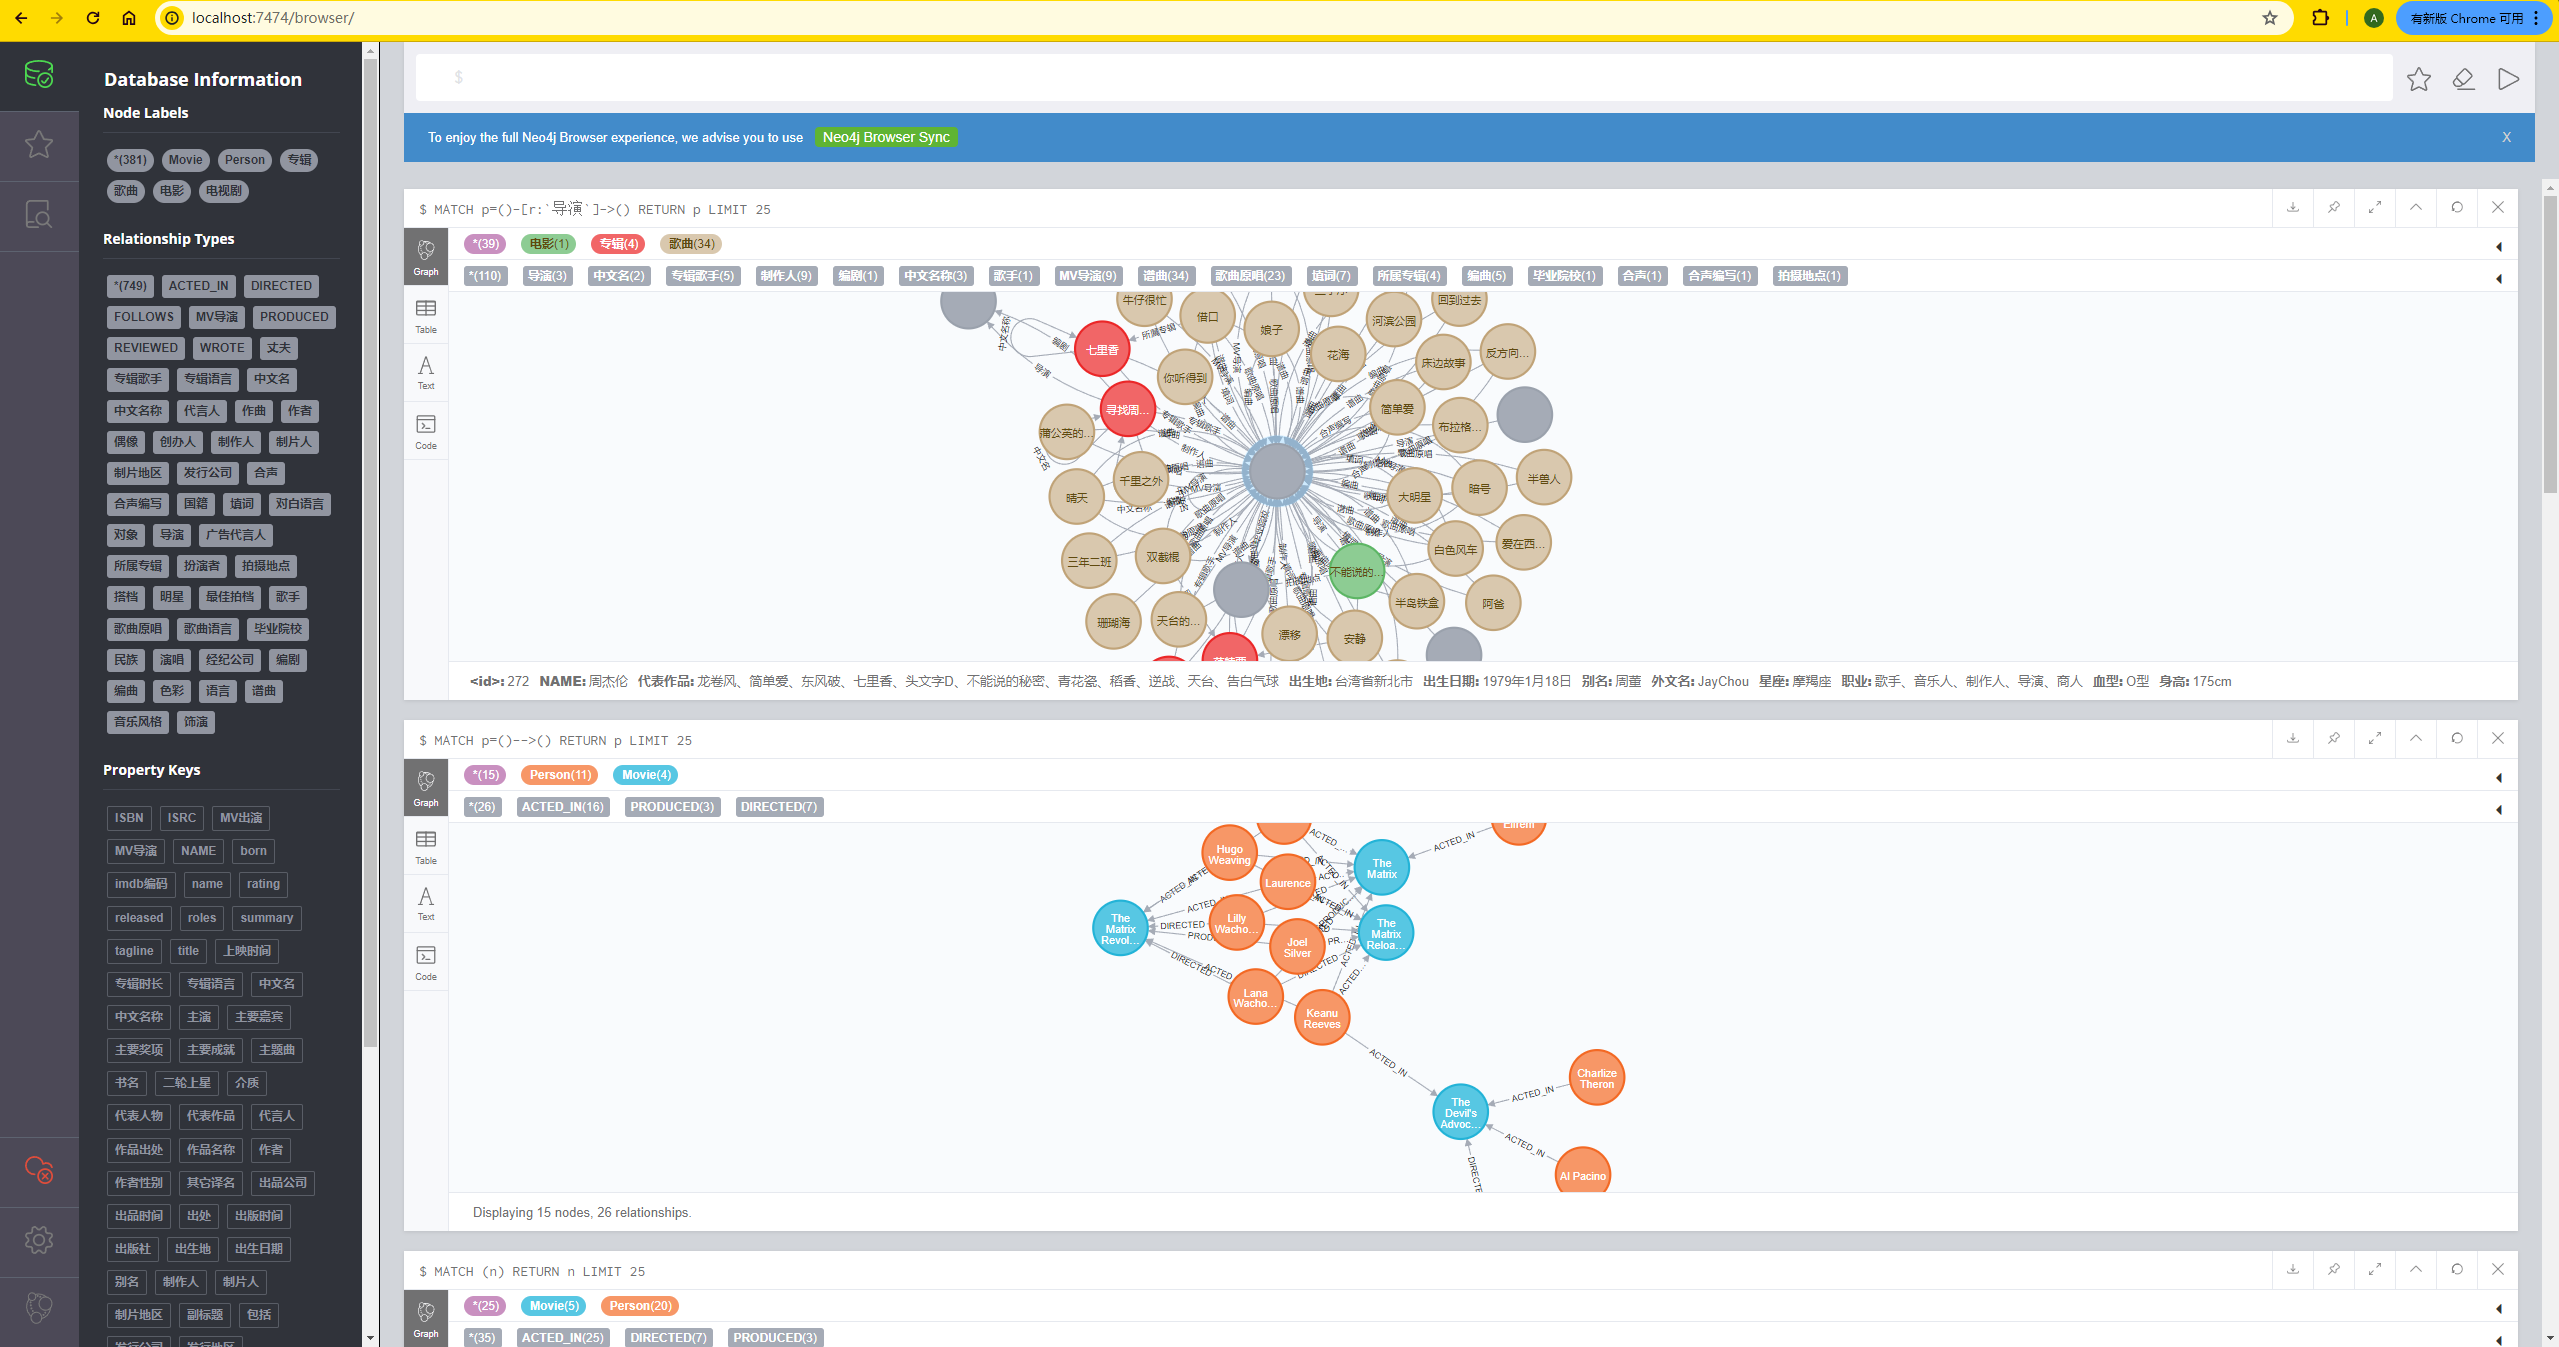 localhost:7474/browser/
A
有新版 Chrome 可用
Database Information
Node Labels
*(381) Movie Person 专辑
歌曲 电影 电视剧
Relationship Types
*(749) ACTED_IN DIRECTED
FOLLOWS MV导演 PRODUCED
REVIEWED WROTE 丈夫
专辑歌手 专辑语言 中文名
中文名称 代言人 作曲 作者
偶像 创办人 制作人 制片人
制片地区 发行公司 合声
合声编写 国籍 填词 对白语言
对象 导演 广告代言人
所属专辑 扮演者 拍摄地点
搭档 明星 最佳拍档 歌手
歌曲原唱 歌曲语言 毕业院校
民族 演唱 经纪公司 编剧
编曲 色彩 语言 谱曲
音乐风格 饰演
Property Keys
ISBN ISRC MV出演
MV导演 NAME born
imdb编码 name rating
released roles summary
tagline title 上映时间
专辑时长 专辑语言 中文名
中文名称 主演 主要嘉宾
主要奖项 主要成就 主题曲
书名 二轮上星 介质
代表人物 代表作品 代言人
作品出处 作品名称 作者
作者性别 其它译名 出品公司
出品时间 出处 出版时间
出版社 出生地 出生日期
别名 制作人 制片人
制片地区 副标题 包括
$
To enjoy the full Neo4j Browser experience, we advise you to use Neo4j Browser Sync X
$ MATCH p=()-[r:`导演`]->() RETURN p LIMIT 25
*(39) 电影(1) 专辑(4) 歌曲(34)
*(110) 导演(3) 中文名(2) 专辑歌手(5) 制作人(9) 编剧(1) 中文名称(3) 歌手(1) MV导演(9) 谱曲(34) 歌曲原唱(23) 填词(7) 所属专辑(4) 编曲(5) 毕业院校(1) 合声(1) 合声编写(1) 拍摄地点(1)
Graph
Table
Text
Code
牛仔很忙
借口
娘子
河滨公园
回到过去
七里香
花海
床边故事
反方向...
你听得到
寻找周...
简单爱
布拉格...
蒲公英的...
千里之外
晴天
大明星
暗号
半兽人
三年二班
双截棍
不能说的...
白色风车
爱在西...
珊瑚海
天台的...
漂移
安静
半岛铁盒
阿爸
<id>: 272 NAME: 周杰伦 代表作品: 龙卷风、简单爱、东风破、七里香、头文字D、不能说的秘密、青花瓷、稻香、逆战、天台、告白气球 出生地: 台湾省新北市 出生日期: 1979年1月18日 别名: 周董 外文名: JayChou 星座: 摩羯座 职业: 歌手、音乐人、制作人、导演、商人 血型: O型 身高: 175cm
$ MATCH p=()-->() RETURN p LIMIT 25
*(15) Person(11) Movie(4)
*(26) ACTED_IN(16) PRODUCED(3) DIRECTED(7)
Graph
Table
Text
Code
Hugo
Weaving
The
Matrix
Laurence
The
Matrix
Revol...
Lilly
Wacho...
The
Matrix
Reloa...
Joel
Silver
Lana
Wacho...
Keanu
Reeves
ACTED_IN
ACTED_IN
Charlize
Theron
ACTED_IN
The
Devil's
Advoc...
ACTED_IN
Al Pacino
Displaying 15 nodes, 26 relationships.
$ MATCH (n) RETURN n LIMIT 25
*(25) Movie(5) Person(20)
*(35) ACTED_IN(25) DIRECTED(7) PRODUCED(3)
Graph